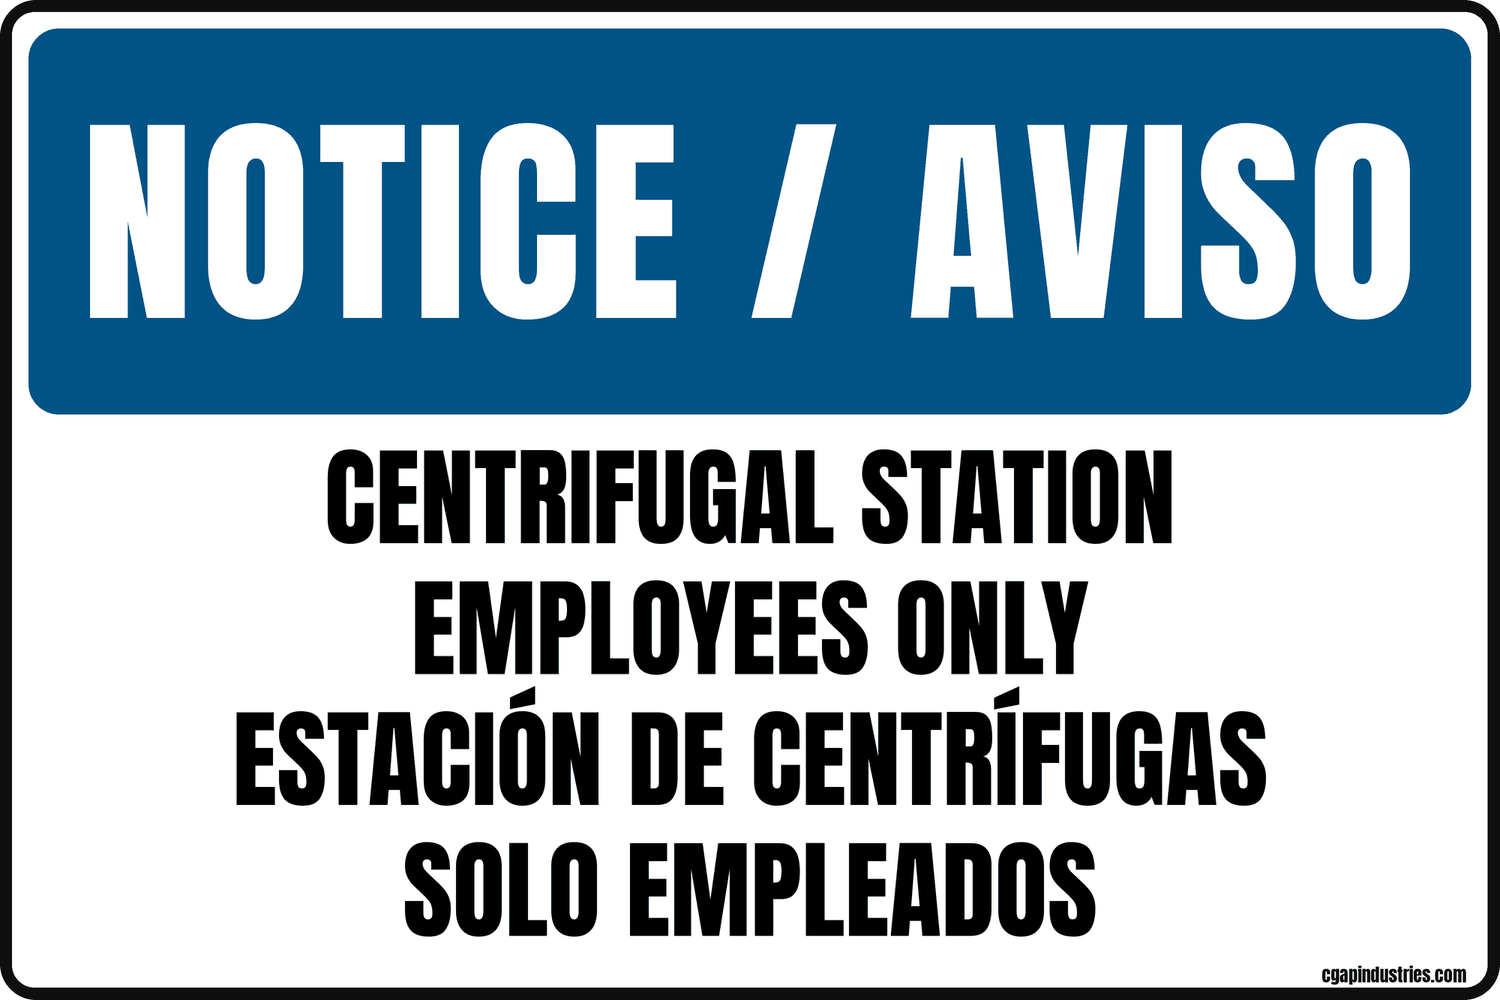 NOTICE / AVISO
CENTRIFUGAL STATION
EMPLOYEES ONLY
ESTACIÓN DE CENTRÍFUGAS
SOLO EMPLEADOS
cgapindustries.com